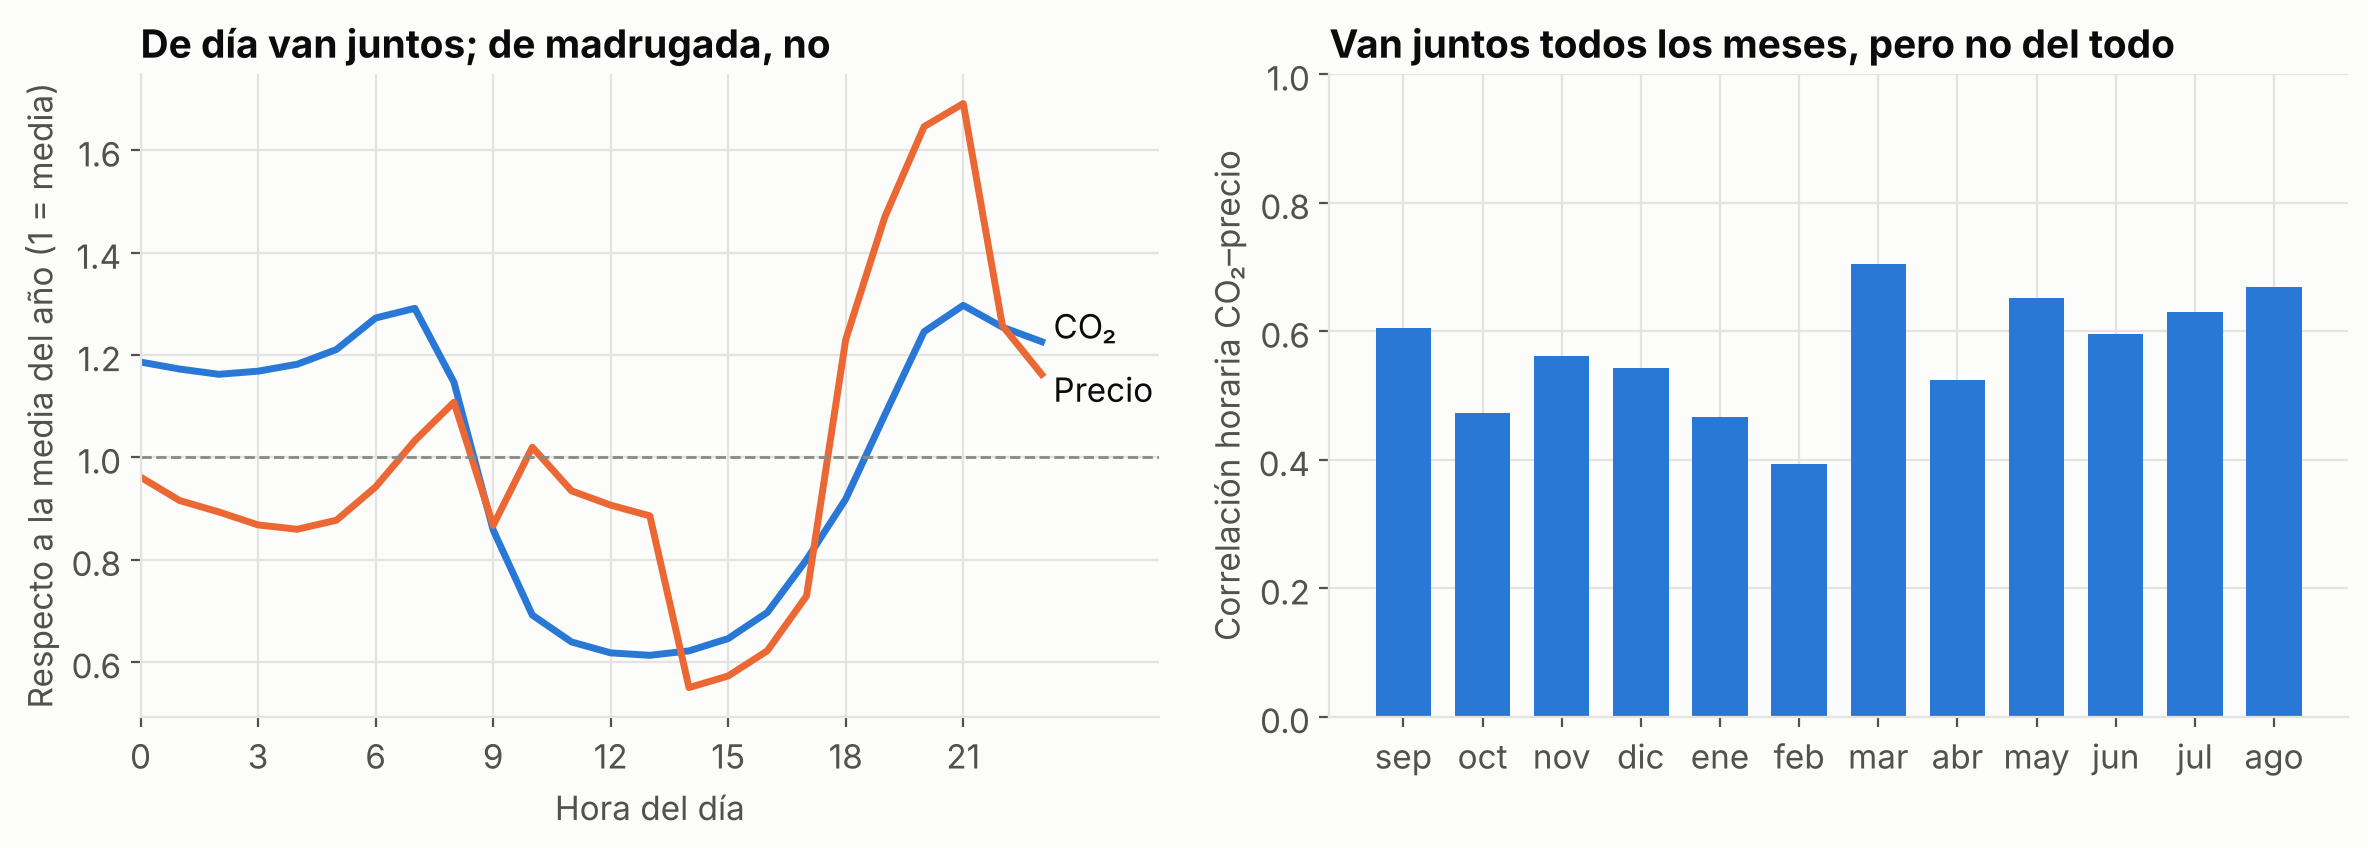 De día van juntos; de madrugada, no
Respecto a la media del año (1 = media)
1.6
1.4
1.2
1.0
0.8
0.6
CO₂
Precio
0 3 6 9 12 15 18 21
Hora del día
Van juntos todos los meses, pero no del todo
Correlación horaria CO₂–precio
1.0
0.8
0.6
0.4
0.2
0.0
sep oct nov dic ene feb mar abr may jun jul ago